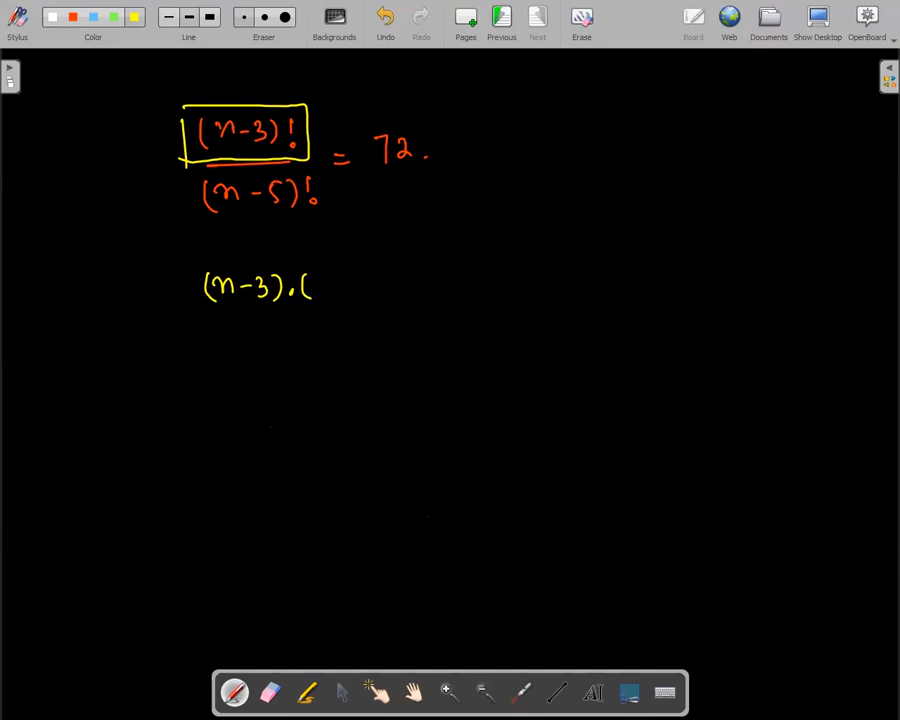 Stylus Color Line Eraser Backgrounds Undo Redo Pages Previous Next Erase Board Web Documents Show Desktop OpenBoard
(n-3)!
= 72.
(n-5)!
(n-3).(